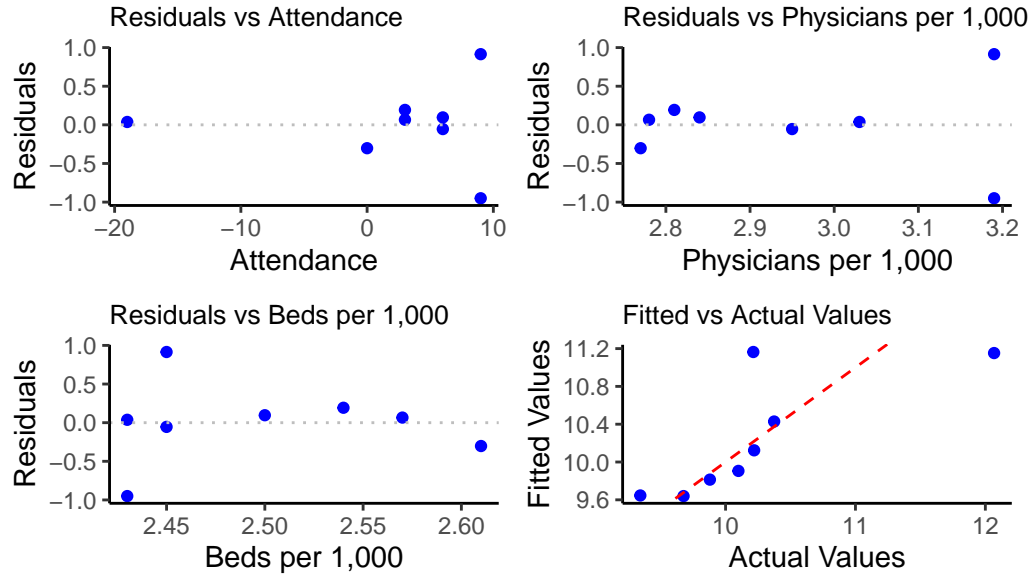 Residuals vs Attendance
Residuals
1.0
0.5
0.0
−0.5
−1.0
−20 −10 0 10
Attendance
Residuals vs Physicians per 1,000
Residuals
1.0
0.5
0.0
−0.5
−1.0
2.8 2.9 3.0 3.1 3.2
Physicians per 1,000
Residuals vs Beds per 1,000
Residuals
1.0
0.5
0.0
−0.5
−1.0
2.45 2.50 2.55 2.60
Beds per 1,000
Fitted vs Actual Values
Fitted Values
11.2
10.8
10.4
10.0
9.6
10 11 12
Actual Values